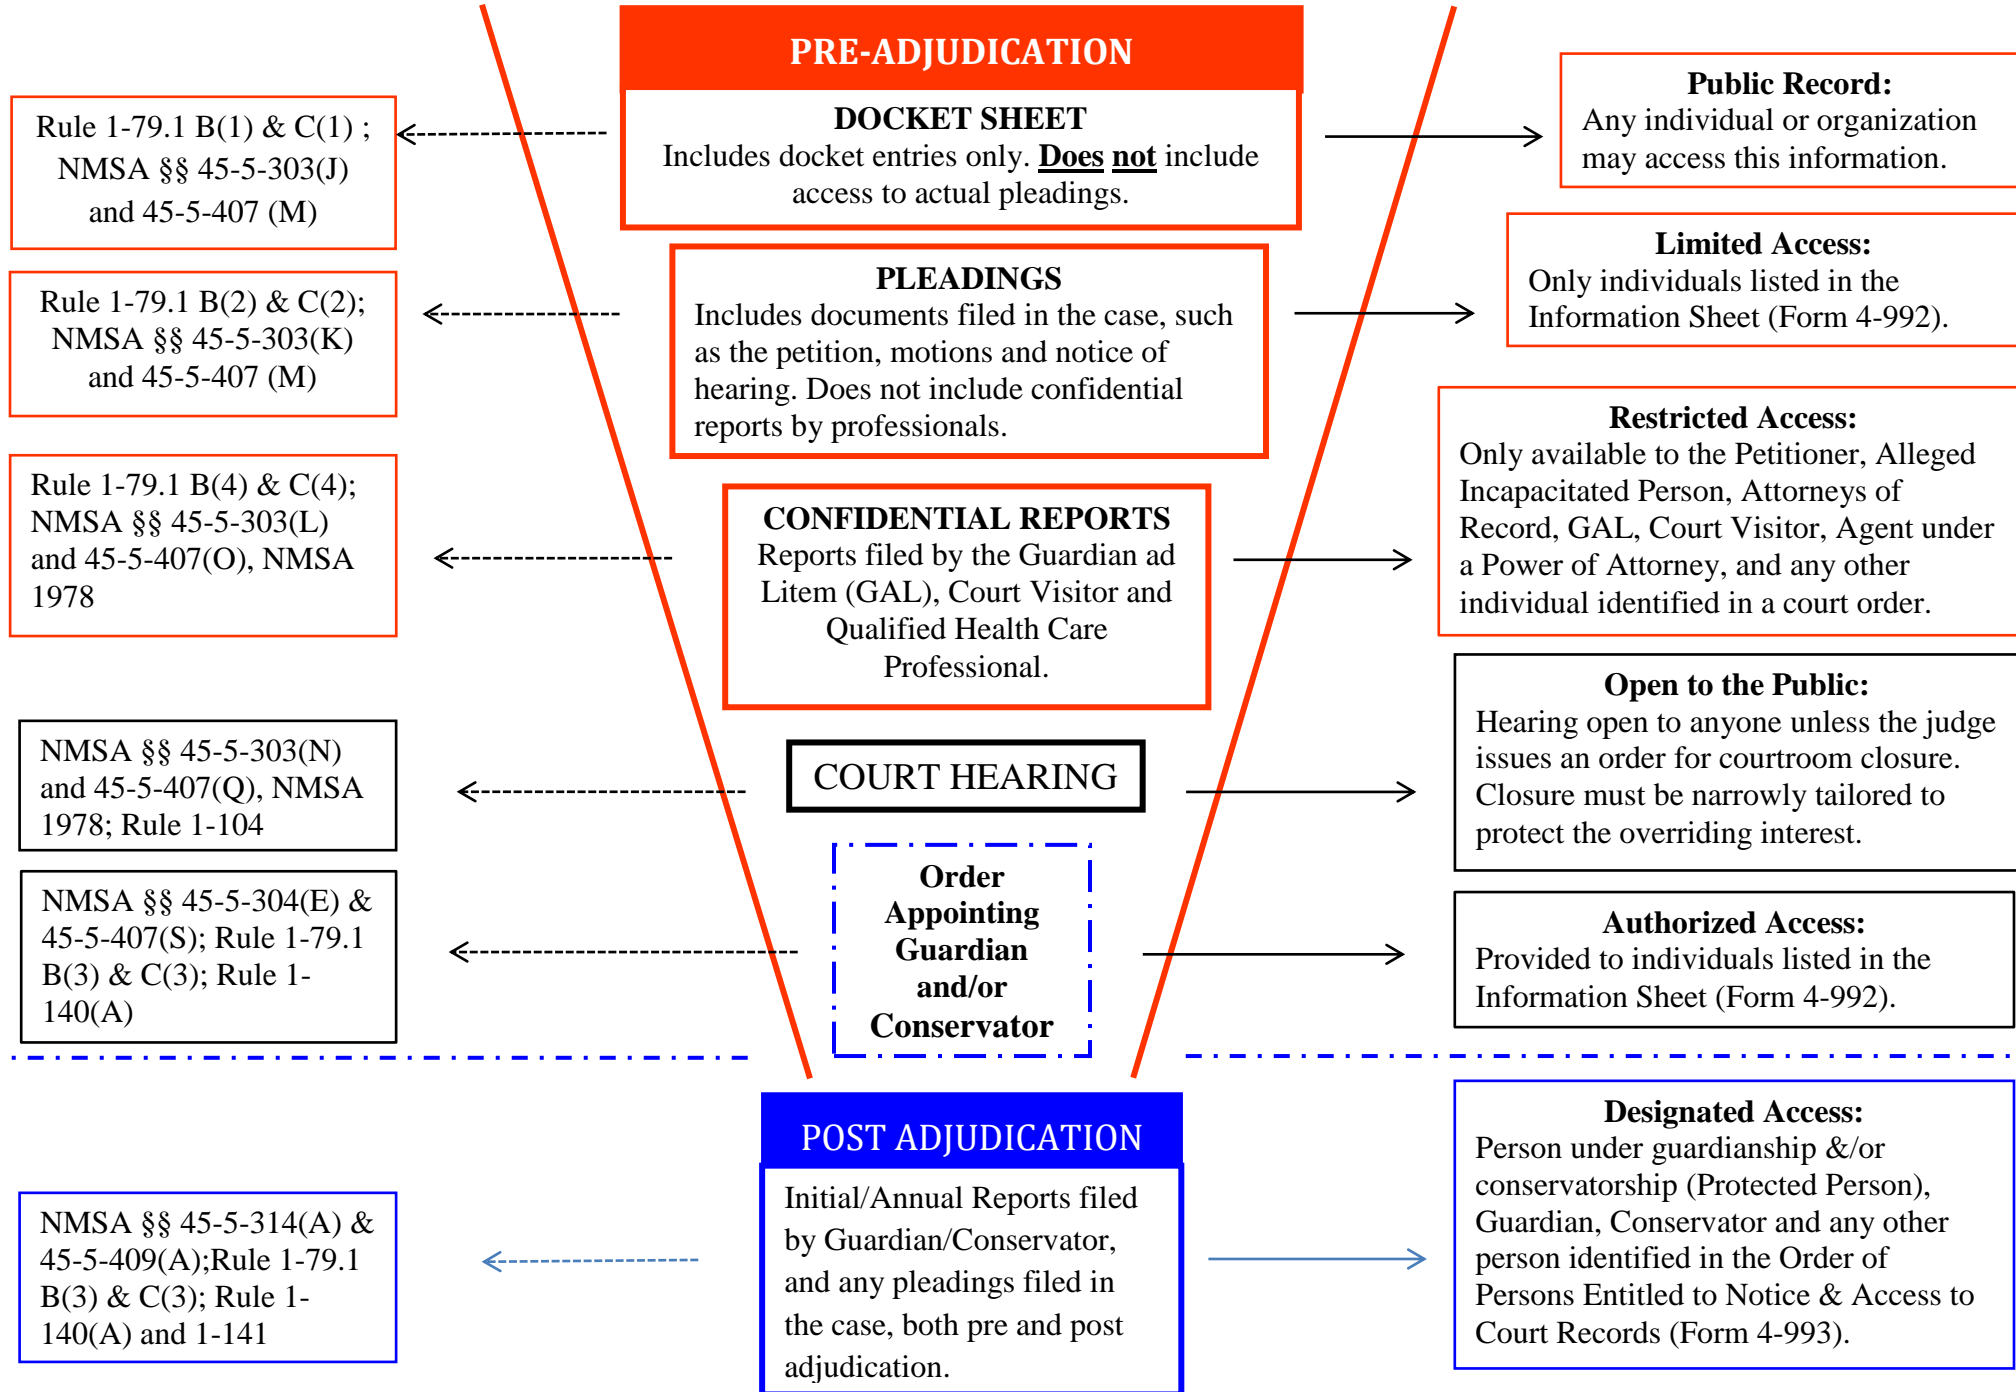 PRE-ADJUDICATION
Rule 1-79.1 B(1) & C(1) ;
NMSA §§ 45-5-303(J)
and 45-5-407 (M)
DOCKET SHEET
Includes docket entries only. Does not include
access to actual pleadings.
Public Record:
Any individual or organization
may access this information.
Rule 1-79.1 B(2) & C(2);
NMSA §§ 45-5-303(K)
and 45-5-407 (M)
PLEADINGS
Includes documents filed in the case, such
as the petition, motions and notice of
hearing. Does not include confidential
reports by professionals.
Limited Access:
Only individuals listed in the
Information Sheet (Form 4-992).
Rule 1-79.1 B(4) & C(4);
NMSA §§ 45-5-303(L)
and 45-5-407(O), NMSA
1978
CONFIDENTIAL REPORTS
Reports filed by the Guardian ad
Litem (GAL), Court Visitor and
Qualified Health Care
Professional.
Restricted Access:
Only available to the Petitioner, Alleged
Incapacitated Person, Attorneys of
Record, GAL, Court Visitor, Agent under
a Power of Attorney, and any other
individual identified in a court order.
NMSA §§ 45-5-303(N)
and 45-5-407(Q), NMSA
1978; Rule 1-104
COURT HEARING
Open to the Public:
Hearing open to anyone unless the judge
issues an order for courtroom closure.
Closure must be narrowly tailored to
protect the overriding interest.
NMSA §§ 45-5-304(E) &
45-5-407(S); Rule 1-79.1
B(3) & C(3); Rule 1-
140(A)
Order
Appointing
Guardian
and/or
Conservator
Authorized Access:
Provided to individuals listed in the
Information Sheet (Form 4-992).
POST ADJUDICATION
NMSA §§ 45-5-314(A) &
45-5-409(A);Rule 1-79.1
B(3) & C(3); Rule 1-
140(A) and 1-141
Initial/Annual Reports filed
by Guardian/Conservator,
and any pleadings filed in
the case, both pre and post
adjudication.
Designated Access:
Person under guardianship &/or
conservatorship (Protected Person),
Guardian, Conservator and any other
person identified in the Order of
Persons Entitled to Notice & Access to
Court Records (Form 4-993).